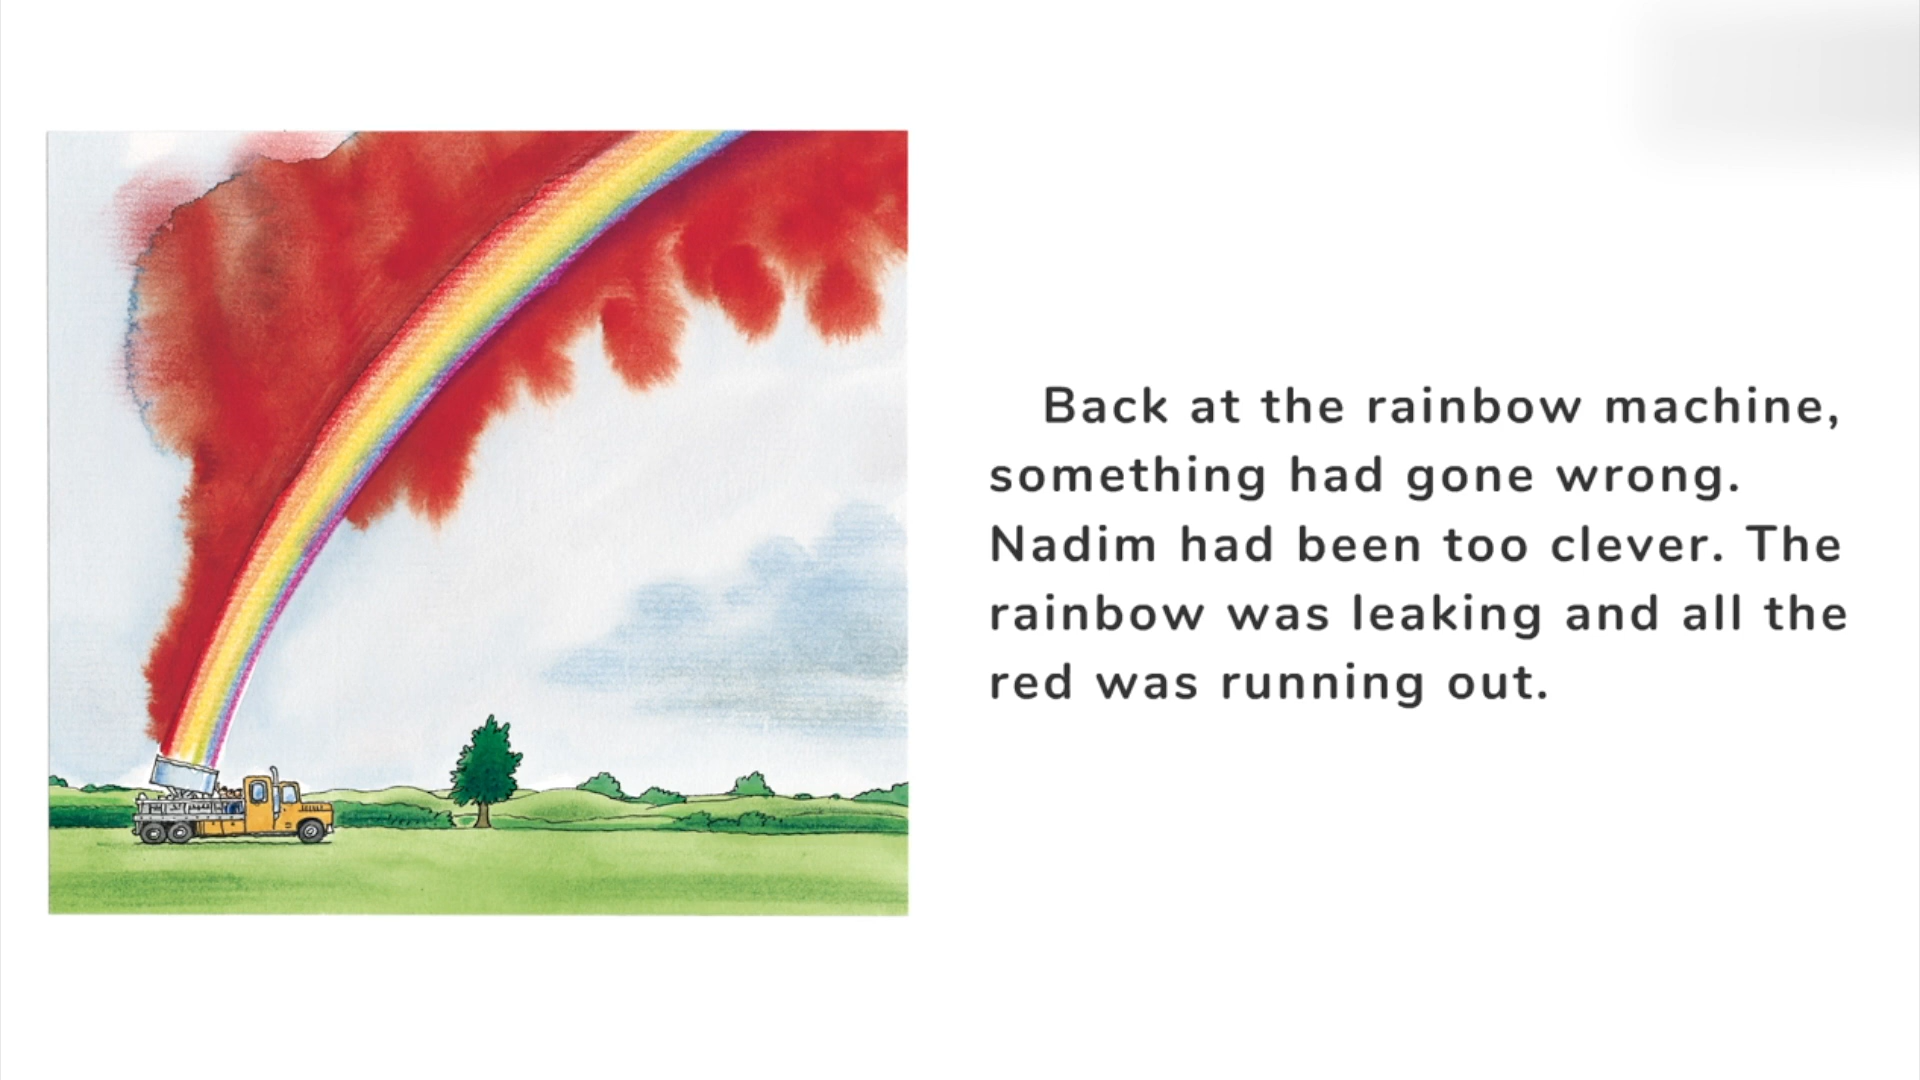 Back at the rainbow machine,
something had gone wrong.
Nadim had been too clever. The
rainbow was leaking and all the
red was running out.